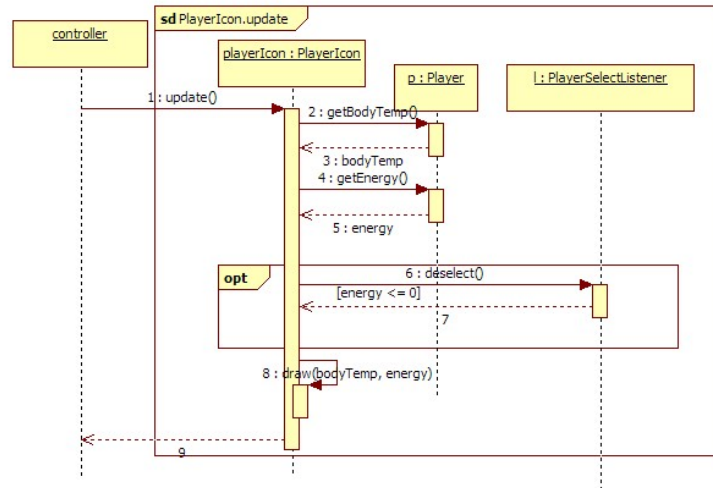 sd PlayerIcon.update
controller
playerIcon : PlayerIcon
p : Player
l : PlayerSelectListener
1 : update()
2 : getBodyTemp()
3 : bodyTemp
4 : getEnergy()
5 : energy
opt
6 : deselect()
[energy <= 0]
7
8 : draw(bodyTemp, energy)
9